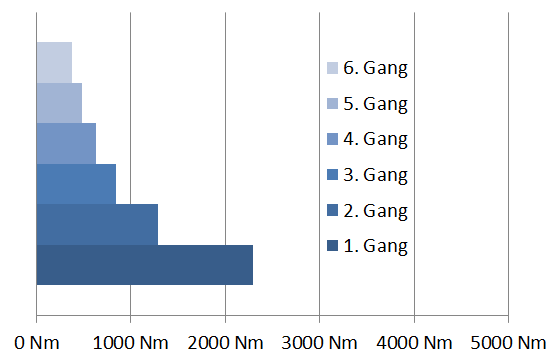 6. Gang
5. Gang
4. Gang
3. Gang
2. Gang
1. Gang
0 Nm 1000 Nm 2000 Nm 3000 Nm 4000 Nm 5000 Nm